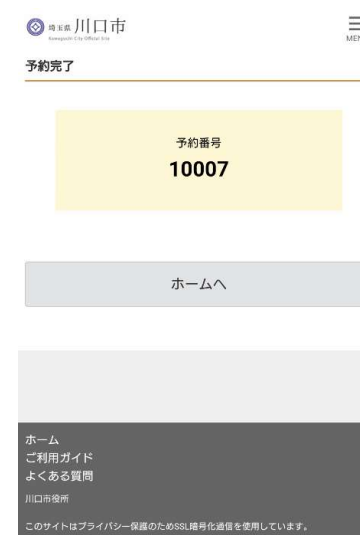 埼玉県 川口市
Kawaguchi City Official Site
MEN
予約完了
予約番号
10007
ホームへ
ホーム
ご利用ガイド
よくある質問
川口市役所
このサイトはプライバシー保護のためSSL暗号化通信を使用しています。